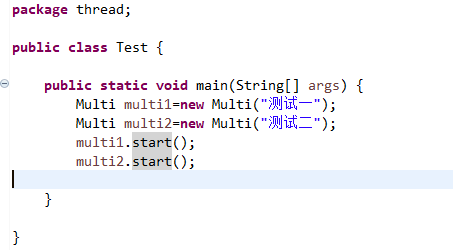 package thread;
public class Test {
public static void main(String[] args) {
Multi multi1=new Multi("测试一");
Multi multi2=new Multi("测试二");
multi1.start();
multi2.start();
}
}